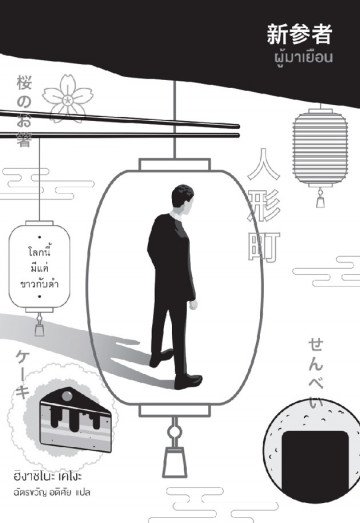 新参者
ผู้มาเยือน
桜のお箸
人形町
โลกนี้
มีแค่
ขาวกับดำ
ケーキ
せんべい
ฮิงาชิโนะ เคโงะ
ฉัตรขวัญ อดิศัย แปล